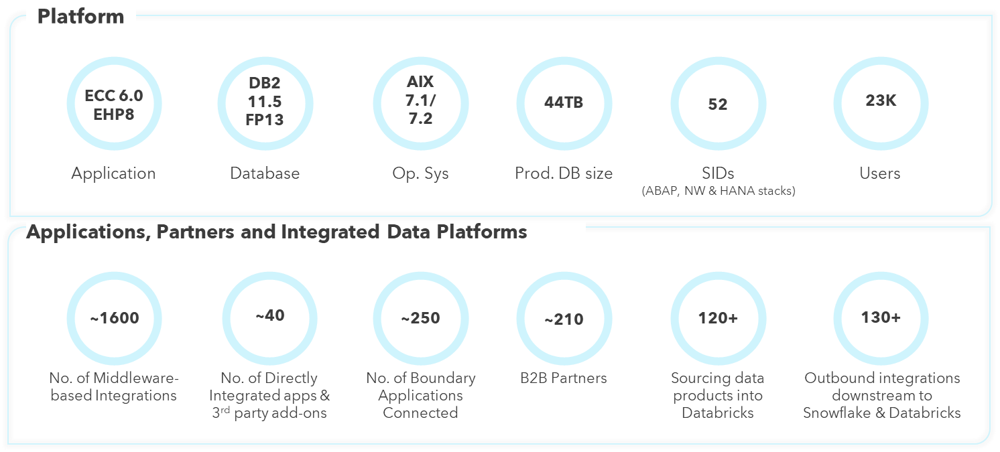 Platform
ECC 6.0
EHP8
Application
DB2
11.5
FP13
Database
AIX
7.1/
7.2
Op. Sys
44TB
Prod. DB size
52
SIDs
(ABAP, NW & HANA stacks)
23K
Users
Applications, Partners and Integrated Data Platforms
~1600
No. of Middleware-
based Integrations
~40
No. of Directly
Integrated apps &
3rd party add-ons
~250
No. of Boundary
Applications
Connected
~210
B2B Partners
120+
Sourcing data
products into
Databricks
130+
Outbound integrations
downstream to
Snowflake & Databricks